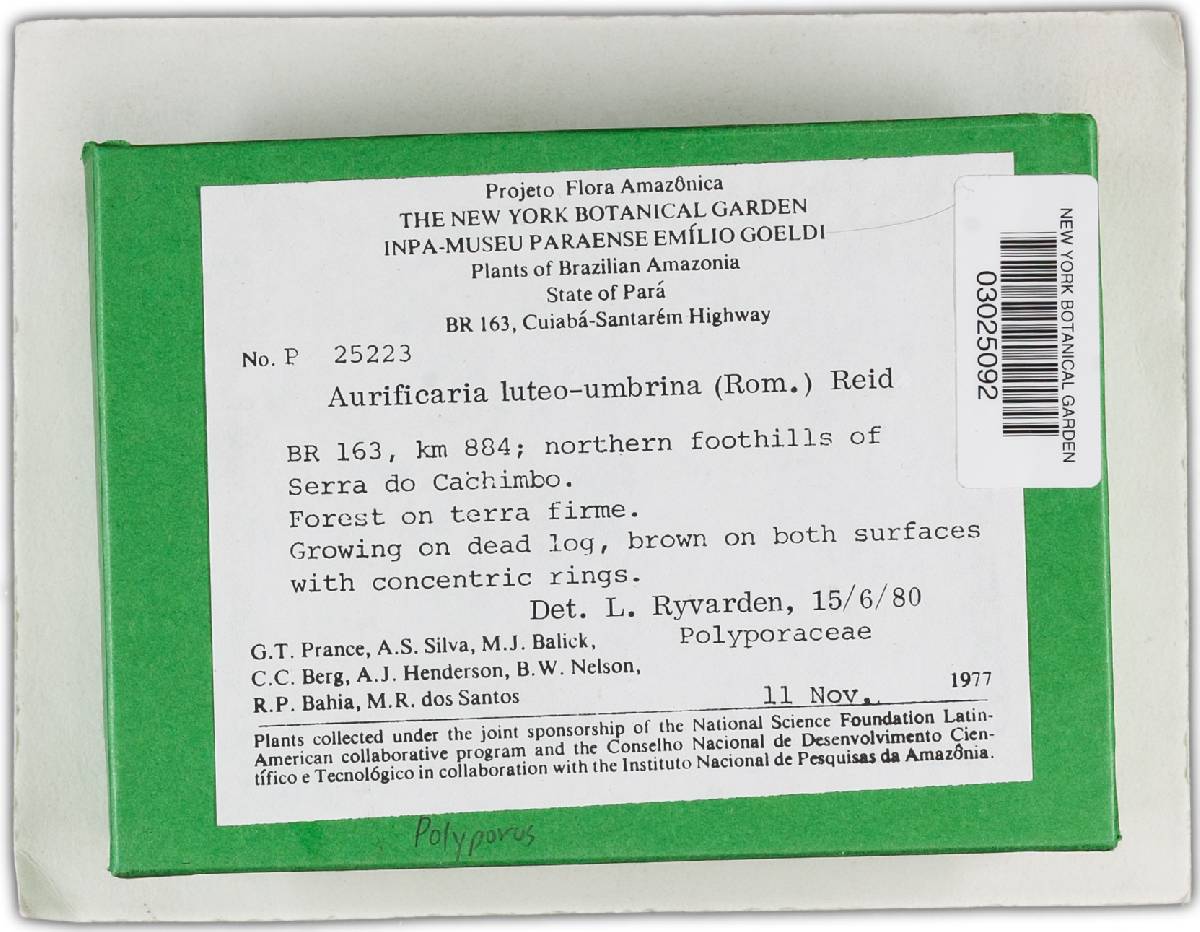 Projeto Flora Amazônica
THE NEW YORK BOTANICAL GARDEN
INPA-MUSEU PARAENSE EMÍLIO GOELDI
Plants of Brazilian Amazonia
State of Pará
BR 163, Cuiabá-Santarém Highway
No. P 25223
Aurificaria luteo-umbrina (Rom.) Reid
BR 163, km 884; northern foothills of
Serra do Cachimbo.
Forest on terra firme.
Growing on dead log, brown on both surfaces
with concentric rings.
Det. L. Ryvarden, 15/6/80
Polyporaceae
G.T. Prance, A.S. Silva, M.J. Balick,
C.C. Berg, A.J. Henderson, B.W. Nelson,
R.P. Bahia, M.R. dos Santos
11 Nov. 1977
Plants collected under the joint sponsorship of the National Science Foundation Latin-
American collaborative program and the Conselho Nacional de Desenvolvimento Cien-
tífico e Tecnológico in collaboration with the Instituto Nacional de Pesquisas da Amazônia.
Polyporus
NEW YORK BOTANICAL GARDEN
03025092